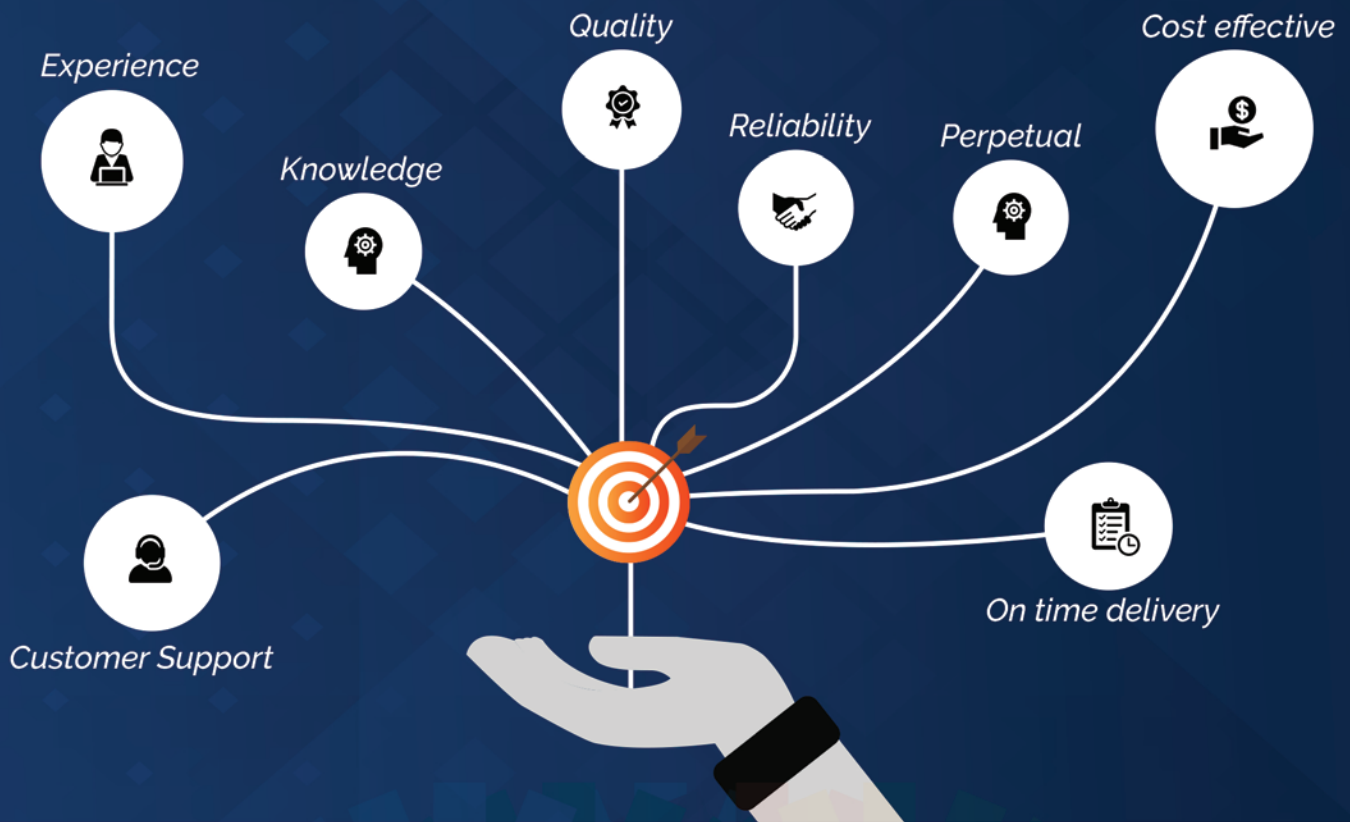 Quality
Cost effective
Experience
Reliability
Perpetual
Knowledge
On time delivery
Customer Support